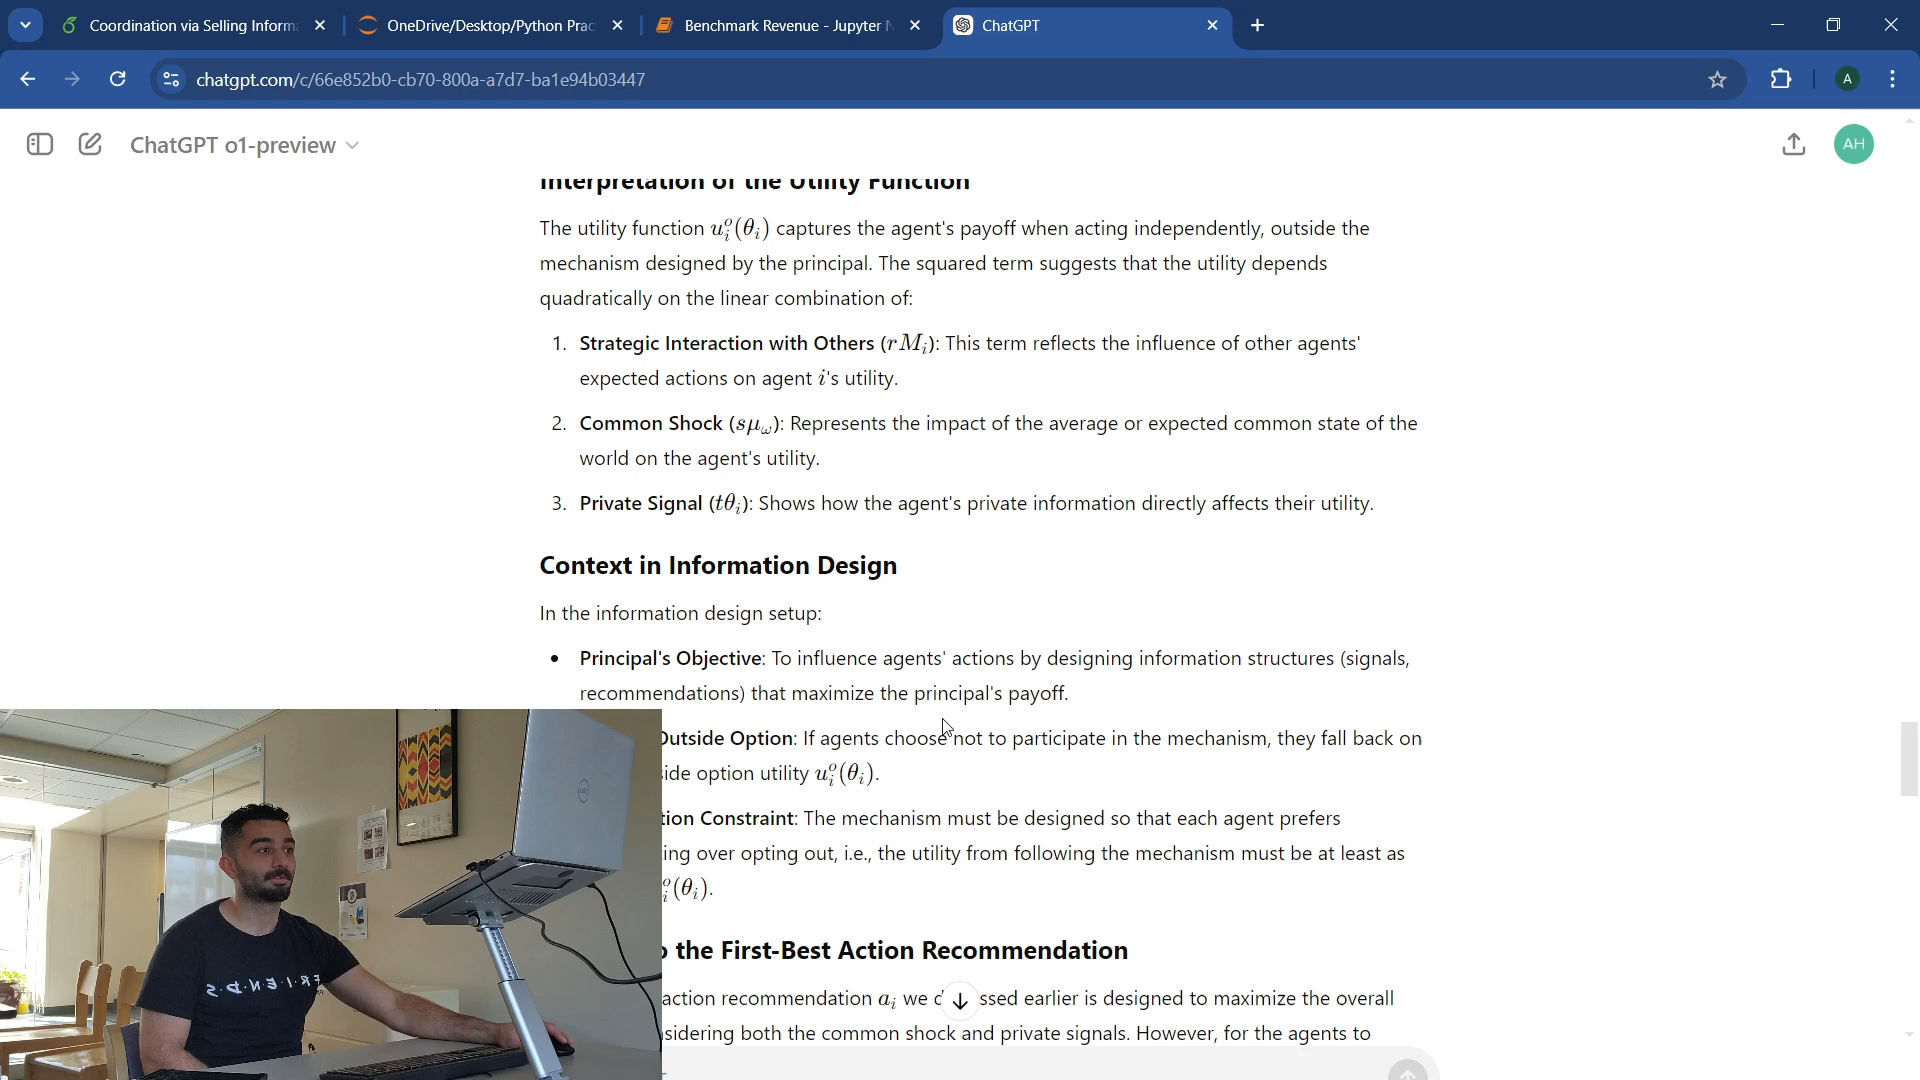 Coordination via Selling Inform
OneDrive/Desktop/Python Prac
Benchmark Revenue - Jupyter N
ChatGPT
chatgpt.com/c/66e852b0-cb70-800a-a7d7-ba1e94b03447
A
ChatGPT o1-preview
AH
Interpretation of the Utility Function
The utility function uᵢᵒ(θᵢ) captures the agent's payoff when acting independently, outside the
mechanism designed by the principal. The squared term suggests that the utility depends
quadratically on the linear combination of:
1. Strategic Interaction with Others (rMᵢ): This term reflects the influence of other agents'
expected actions on agent i's utility.
2. Common Shock (sμ_ω): Represents the impact of the average or expected common state of the
world on the agent's utility.
3. Private Signal (tθᵢ): Shows how the agent's private information directly affects their utility.
Context in Information Design
In the information design setup:
• Principal's Objective: To influence agents' actions by designing information structures (signals,
recommendations) that maximize the principal's payoff.
Outside Option: If agents choose not to participate in the mechanism, they fall back on
ide option utility uᵢᵒ(θᵢ).
tion Constraint: The mechanism must be designed so that each agent prefers
ing over opting out, i.e., the utility from following the mechanism must be at least as
ᵢᵒ(θᵢ).
the First-Best Action Recommendation
action recommendation aᵢ we d ssed earlier is designed to maximize the overall
nsidering both the common shock and private signals. However, for the agents to
F·R·I·E·N·D·S